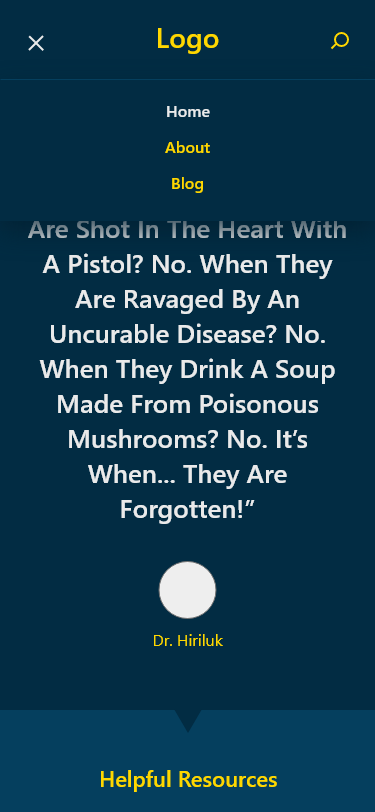 Logo
Home
About
Blog
Are Shot In The Heart With
A Pistol? No. When They
Are Ravaged By An
Uncurable Disease? No.
When They Drink A Soup
Made From Poisonous
Mushrooms? No. It’s
When... They Are
Forgotten!”
Dr. Hiriluk
Helpful Resources